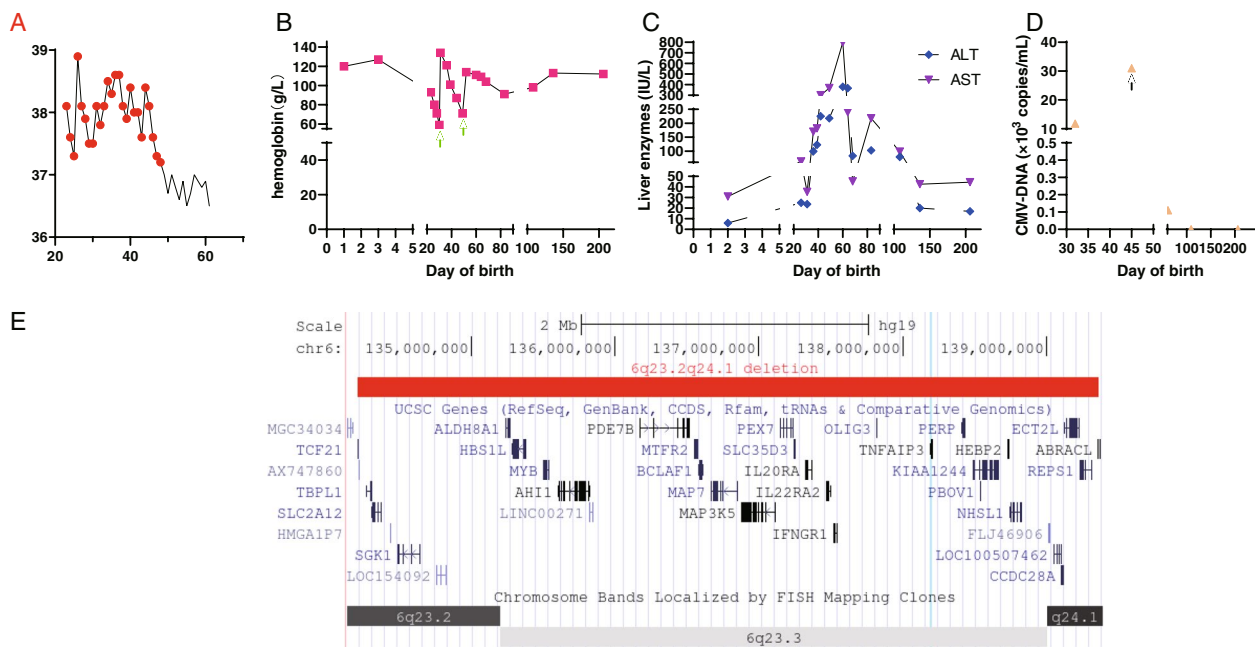 A
39
38
37
36
20
40
60
B
hemoglobin(g/L)
140
120
100
80
60
40
20
0
0 1 2 3 4 5 20 40 60 80 100 150 200
Day of birth
C
Liver enzymes (IU/L)
800
700
600
500
400
300
250
200
150
100
50
40
30
20
10
0
0 1 2 3 4 5 20 40 60 80 100 150 200
Day of birth
ALT
AST
D
CMV-DNA (×10³ copies/mL)
40
30
20
10
0.5
0.4
0.3
0.2
0.1
0.0
30 35 40 45 50 100 150 200
Day of birth
E
Scale 2 Mb hg19
chr6: 135,000,000 136,000,000 137,000,000 138,000,000 139,000,000
6q23.2q24.1 deletion
UCSC Genes (RefSeq, GenBank, CCDS, Rfam, tRNAs & Comparative Genomics)
MGC34034 ALDH8A1 PDE7B PEX7 OLIG3 PERP ECT2L
TCF21 HBS1L MTFR2 SLC35D3 TNFAIP3 HEBP2 ABRACL
AX747860 MYB BCLAF1 IL20RA KIAA1244 REPS1
TBPL1 AHI1 MAP7 IL22RA2 PBOV1
SLC2A12 LINC00271 MAP3K5 NHSL1
HMGA1P7 IFNGR1 FLJ46906
SGK1 LOC100507462
LOC154092 CCDC28A
Chromosome Bands Localized by FISH Mapping Clones
6q23.2 q24.1
6q23.3